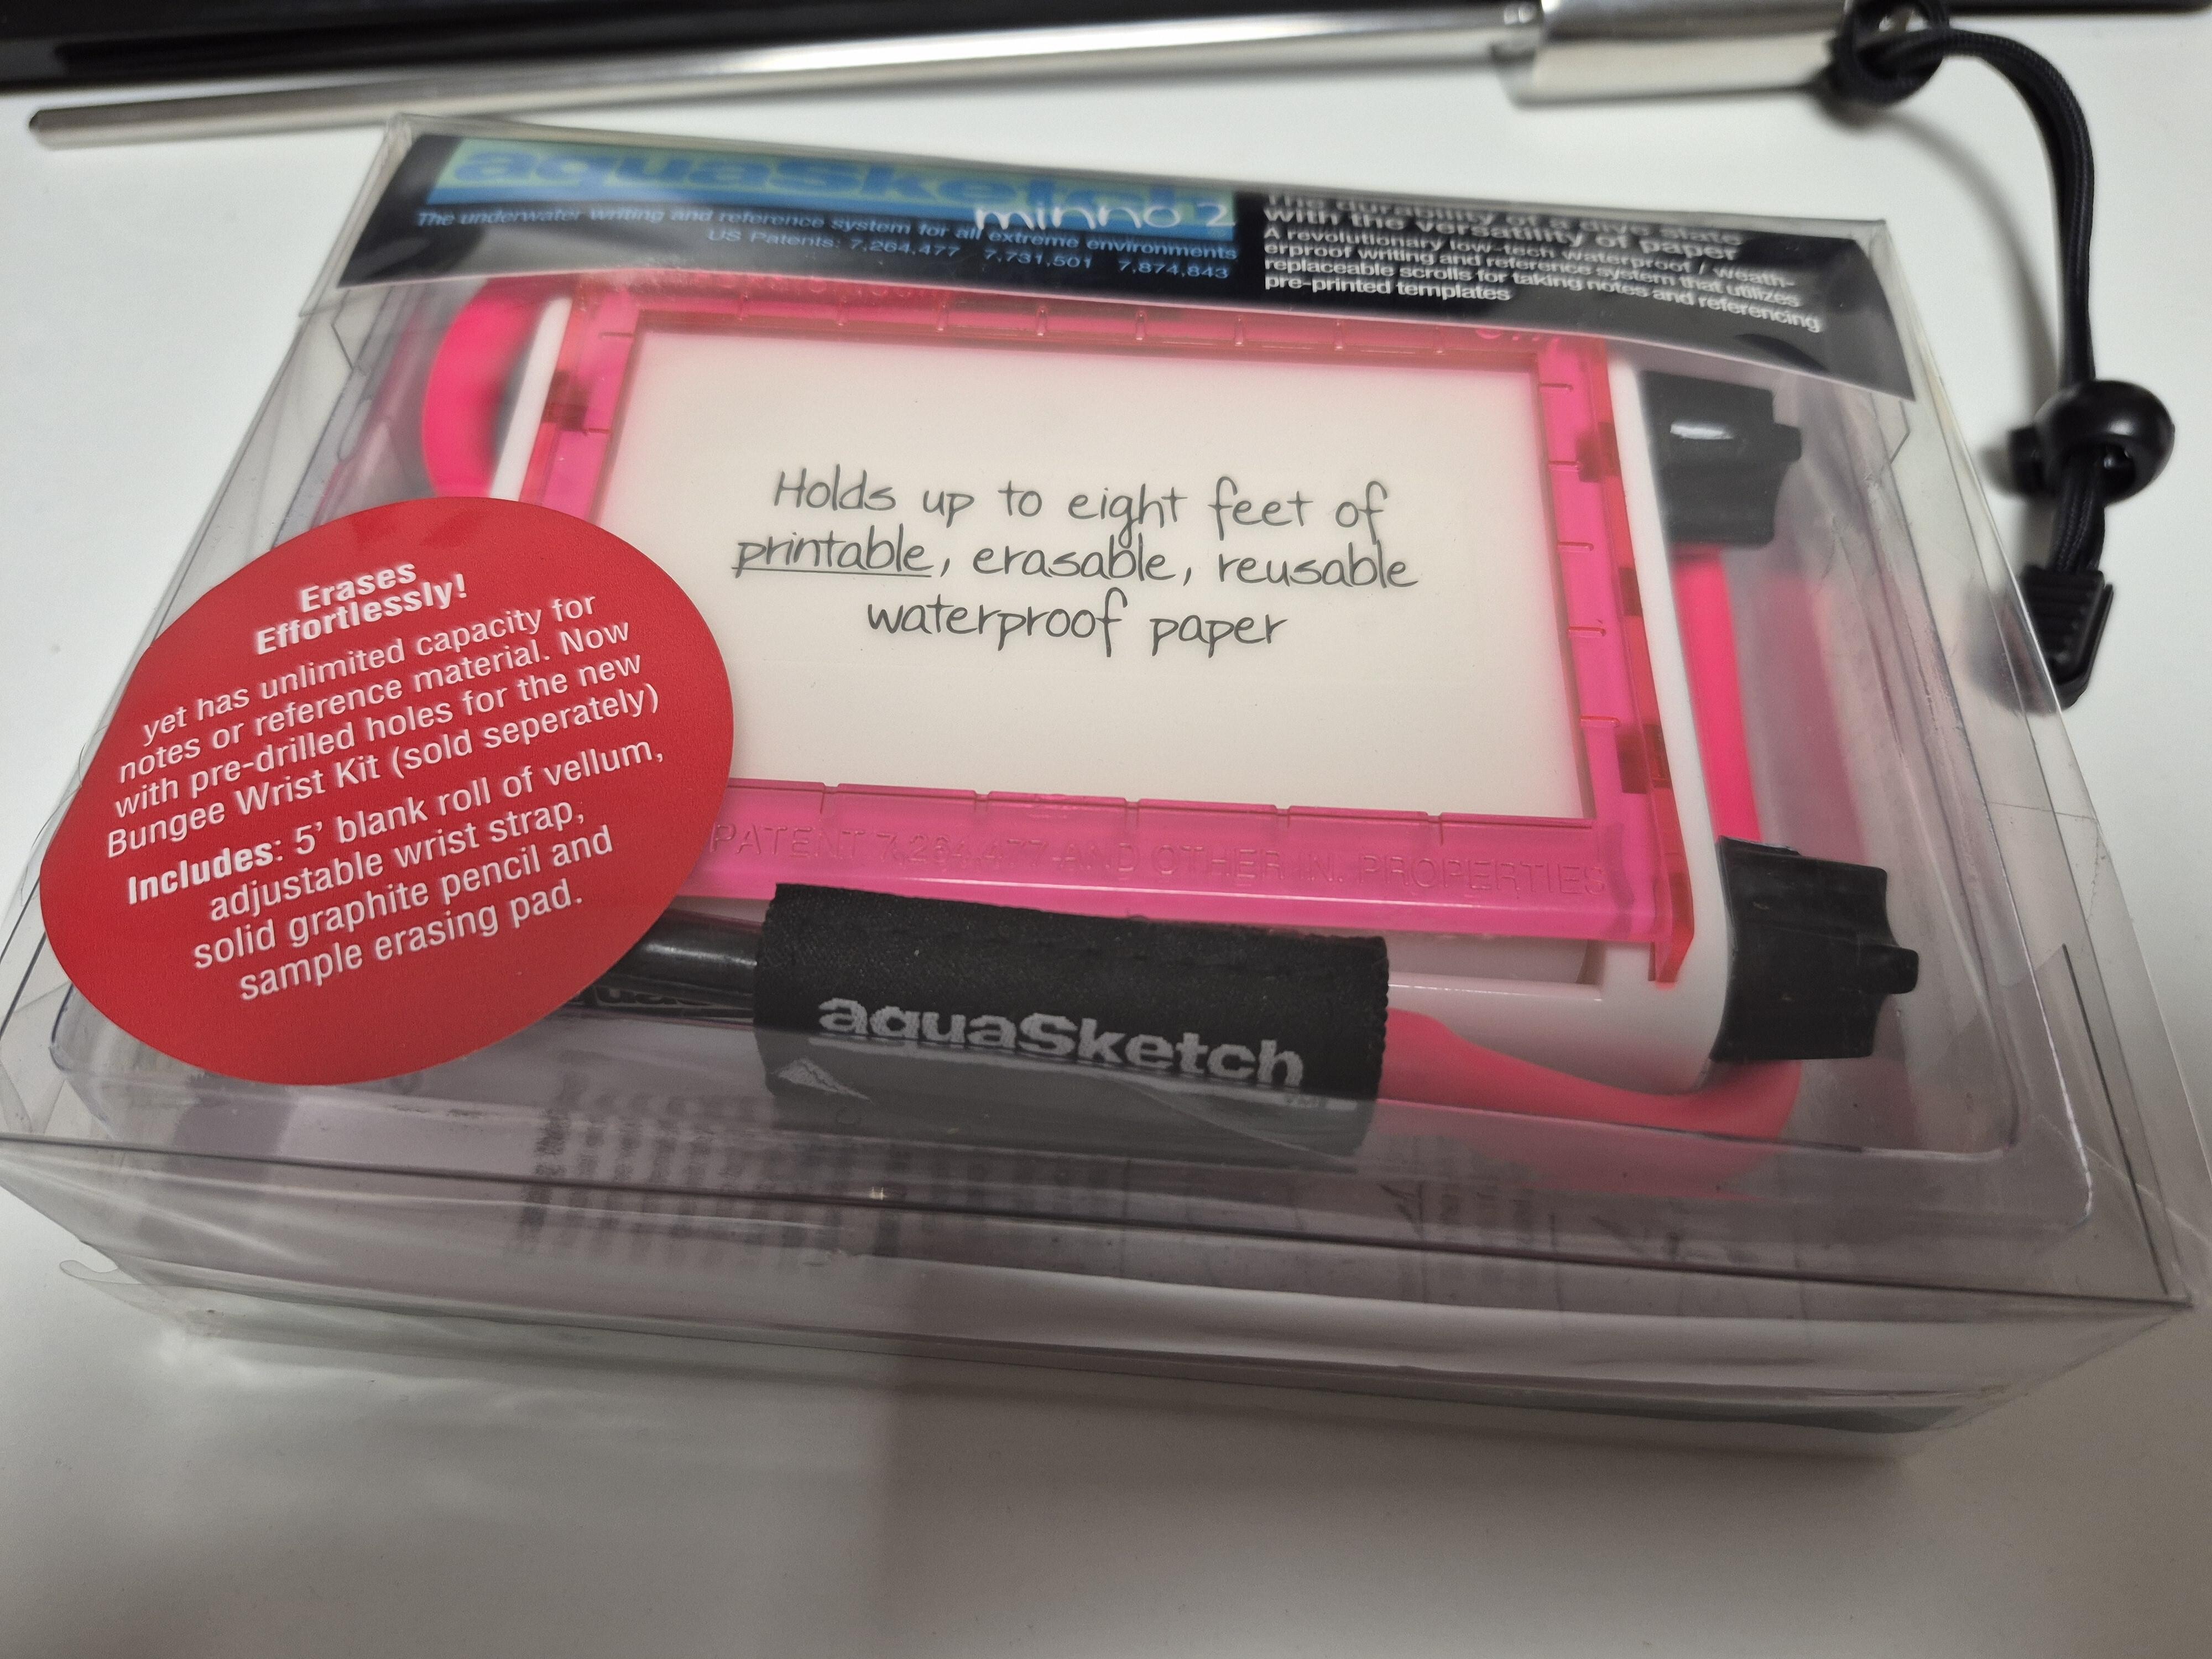 aquaSketch
minno 2
The underwater writing and reference system for all extreme environments
US Patents: 7,264,477 7,731,501 7,874,843
The durability of a dive slate
with the versatility of paper
A revolutionary low-tech waterproof / weath-
erproof writing and reference system that utilizes
replaceable scrolls for taking notes and referencing
pre-printed templates
Holds up to eight feet of
printable, erasable, reusable
waterproof paper
Erases
Effortlessly!
yet has unlimited capacity for
notes or reference material. Now
with pre-drilled holes for the new
Bungee Wrist Kit (sold seperately)
Includes: 5' blank roll of vellum,
adjustable wrist strap,
solid graphite pencil and
sample erasing pad.
PATENT 7,264,477 AND OTHER IN. PROPERTIES
aquaSketch